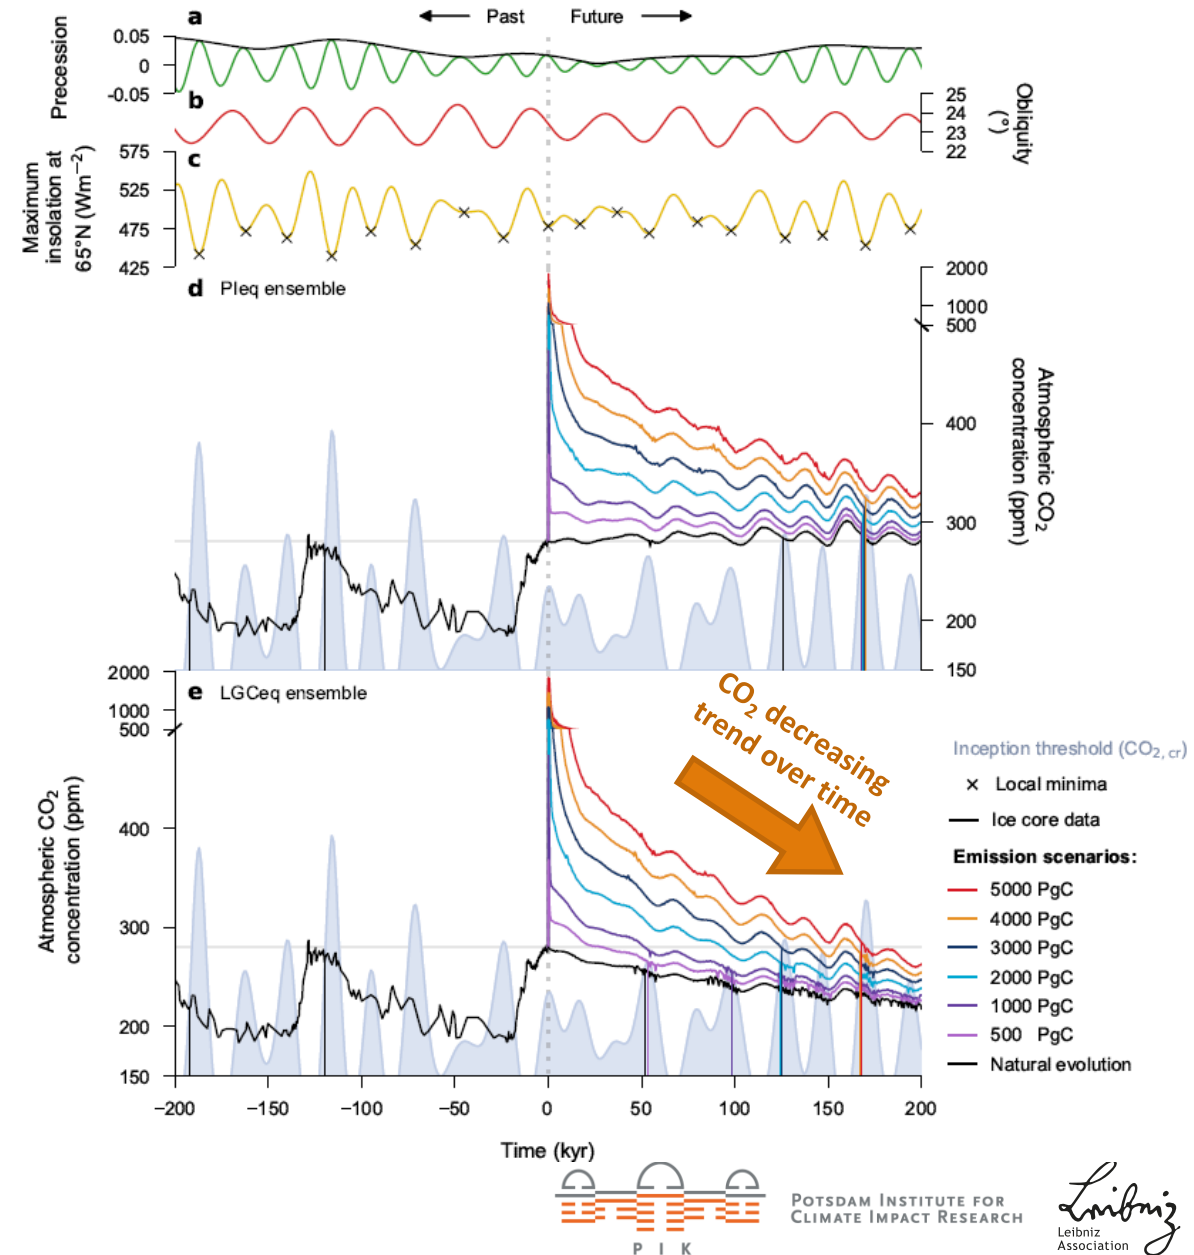 a
Past
Future
Precession
0.05
0
-0.05
b
Obliquity
(°)
25
24
23
22
c
Maximum
insolation at
65°N (Wm−2)
575
525
475
425
d PIeq ensemble
2000
1000
500
400
300
200
150
Atmospheric CO2
concentration (ppm)
e LGCeq ensemble
2000
1000
500
400
300
200
150
Atmospheric CO2
concentration (ppm)
CO2 decreasing
trend over time
Inception threshold (CO2, cr)
Local minima
Ice core data
Emission scenarios:
5000 PgC
4000 PgC
3000 PgC
2000 PgC
1000 PgC
500 PgC
Natural evolution
−200 −150 −100 −50 0 50 100 150 200
Time (kyr)
PIK
POTSDAM INSTITUTE FOR
CLIMATE IMPACT RESEARCH
Leibniz
Leibniz
Association